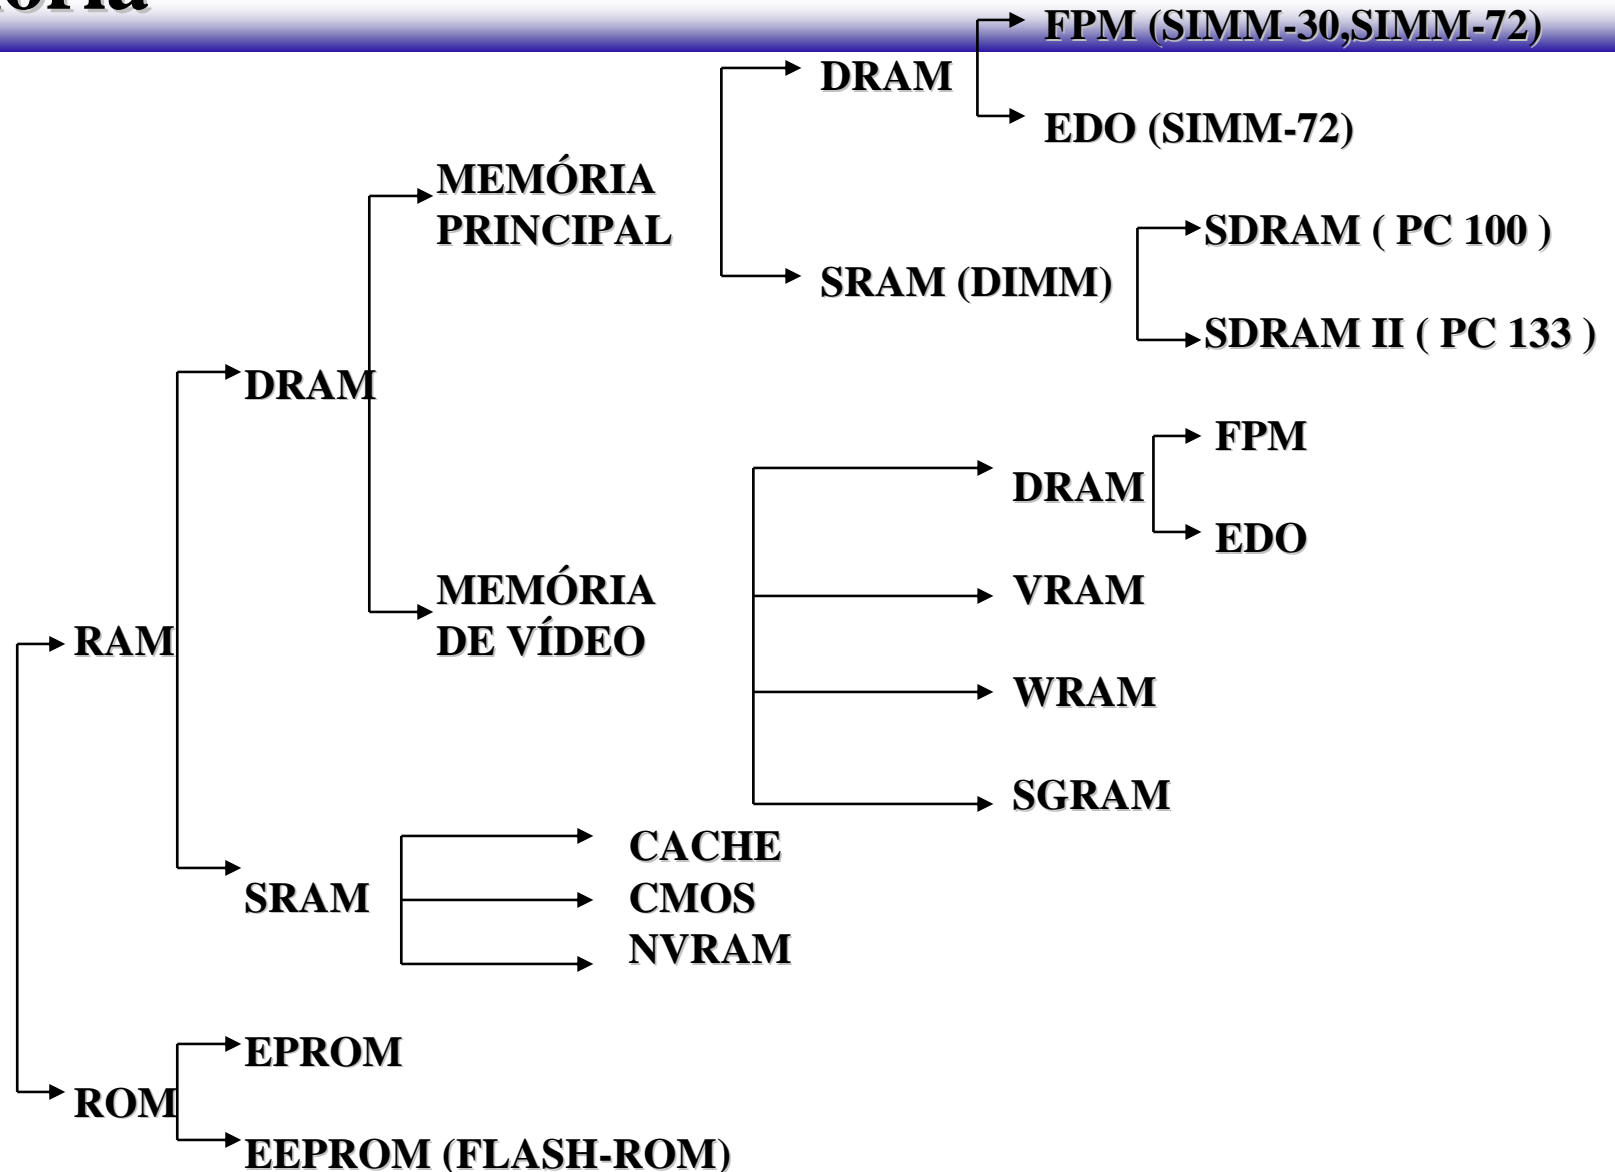 FPM (SIMM-30,SIMM-72)
DRAM
EDO (SIMM-72)
MEMÓRIA
PRINCIPAL
SDRAM ( PC 100 )
SRAM (DIMM)
SDRAM II ( PC 133 )
DRAM
FPM
DRAM
EDO
MEMÓRIA
DE VÍDEO
VRAM
RAM
WRAM
SGRAM
CACHE
SRAM
CMOS
NVRAM
EPROM
ROM
EEPROM (FLASH-ROM)